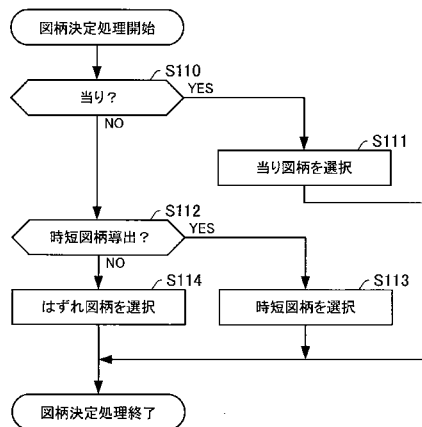 図柄決定処理開始
S110
当り？
YES
NO
S111
当り図柄を選択
S112
時短図柄導出？
YES
NO
S114
はずれ図柄を選択
S113
時短図柄を選択
図柄決定処理終了